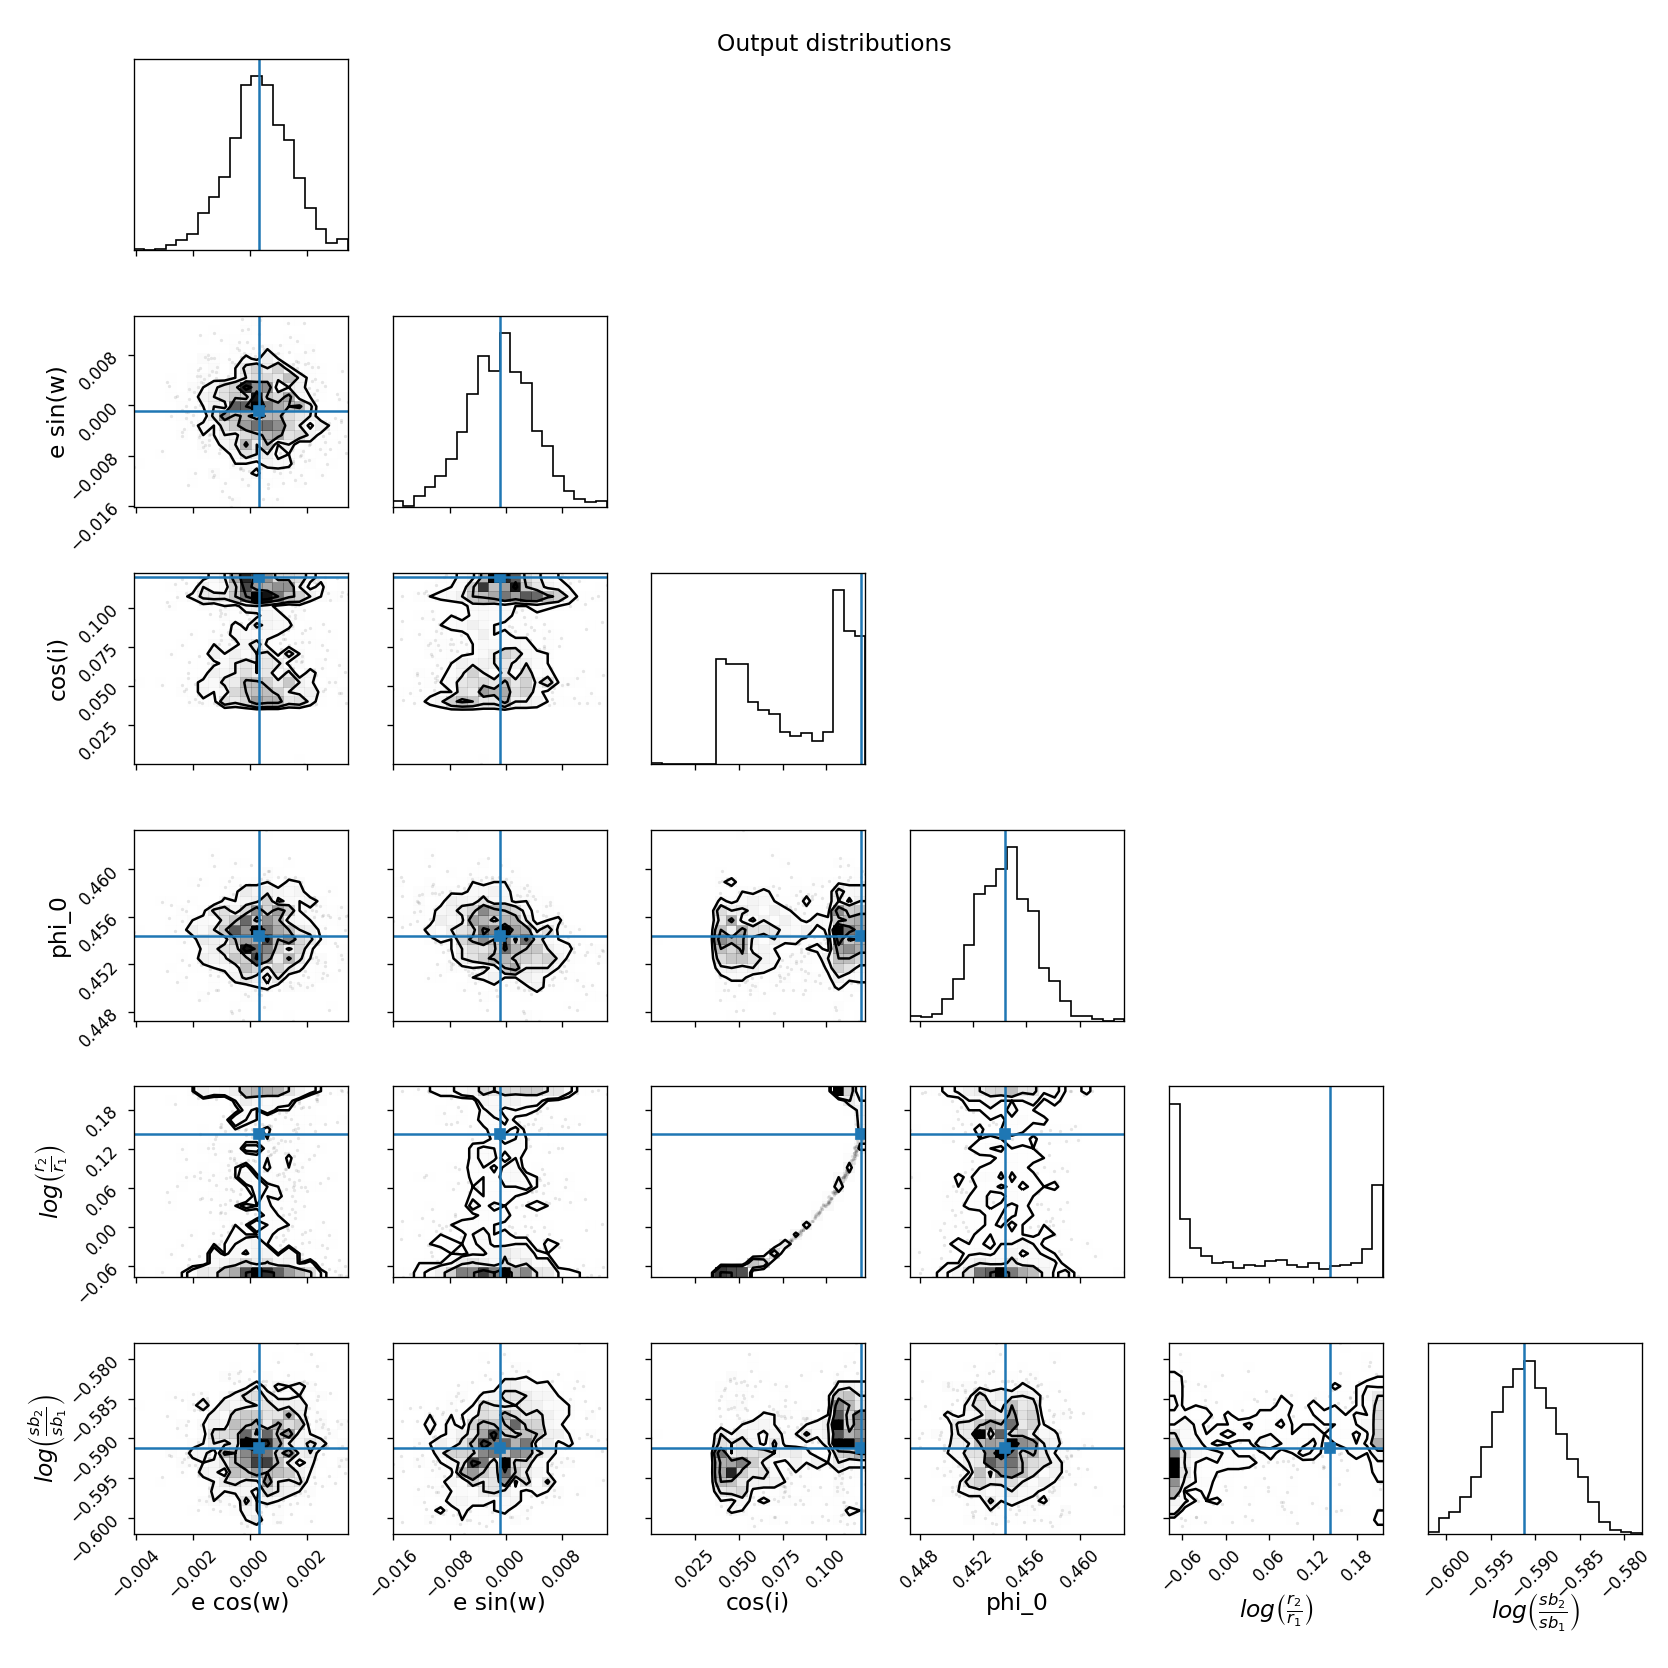 Output distributions
e sin(w)
0.008
0.000
−0.008
−0.016
cos(i)
0.100
0.075
0.050
0.025
phi_0
0.460
0.456
0.452
0.448
log(r₂/r₁)
0.18
0.12
0.06
0.00
−0.06
log(sb₂/sb₁)
−0.580
−0.585
−0.590
−0.595
−0.600
−0.004 −0.002 0.000 0.002
−0.016 −0.008 0.000 0.008
0.025 0.050 0.075 0.100
0.448 0.452 0.456 0.460
−0.06 0.00 0.06 0.12 0.18
−0.600 −0.595 −0.590 −0.585 −0.580
e cos(w) e sin(w) cos(i) phi_0 log(r₂/r₁) log(sb₂/sb₁)